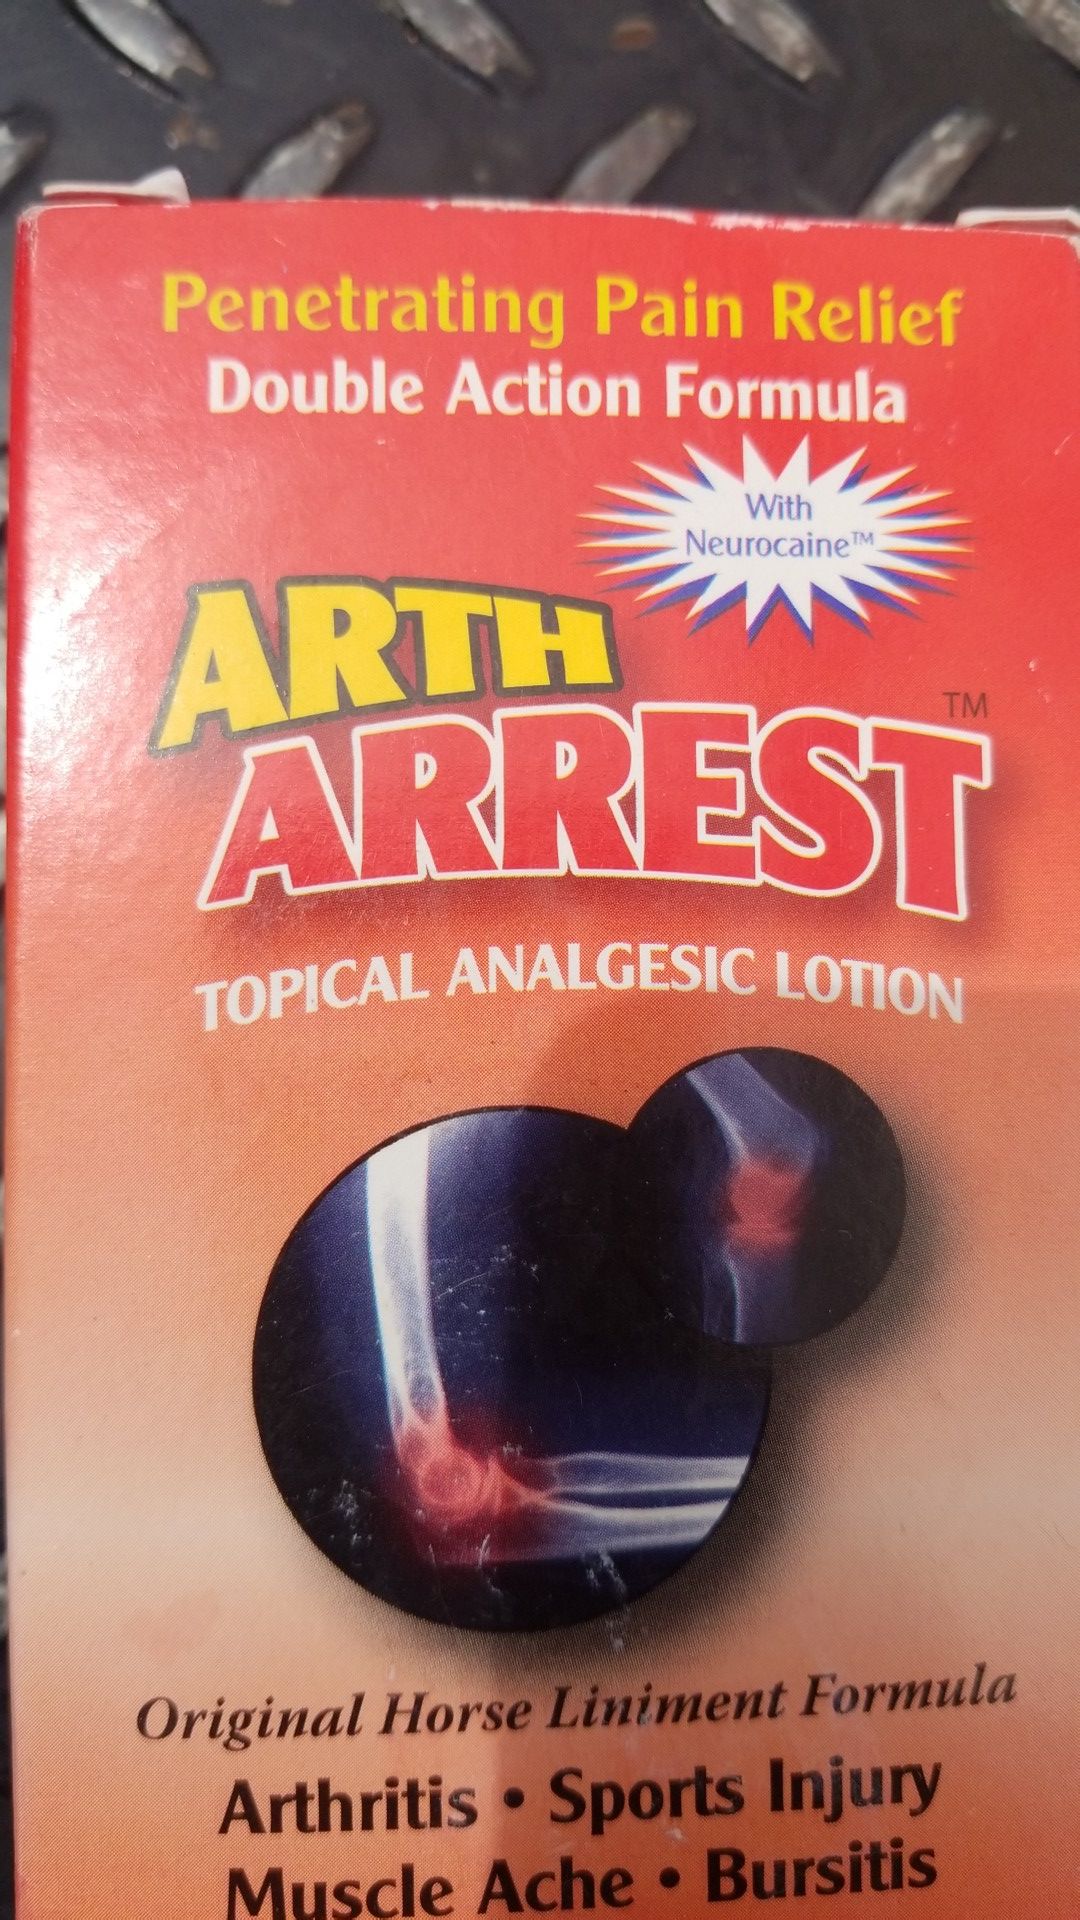 Penetrating Pain Relief
Double Action Formula
With
Neurocaine™
ARTH
ARREST™
TOPICAL ANALGESIC LOTION
Original Horse Liniment Formula
Arthritis • Sports Injury
Muscle Ache • Bursitis